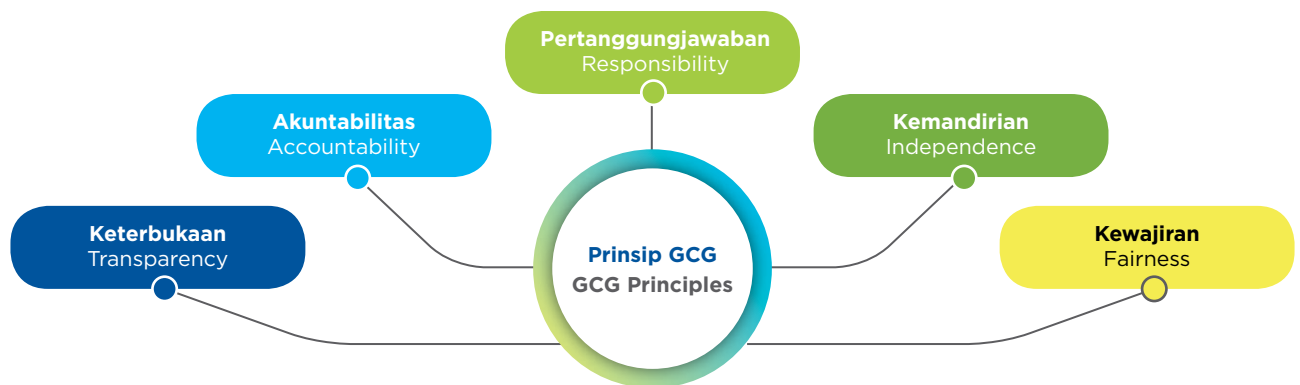 Pertanggungjawaban
Responsibility
Akuntabilitas
Accountability
Kemandirian
Independence
Keterbukaan
Transparency
Kewajiran
Fairness
Prinsip GCG
GCG Principles